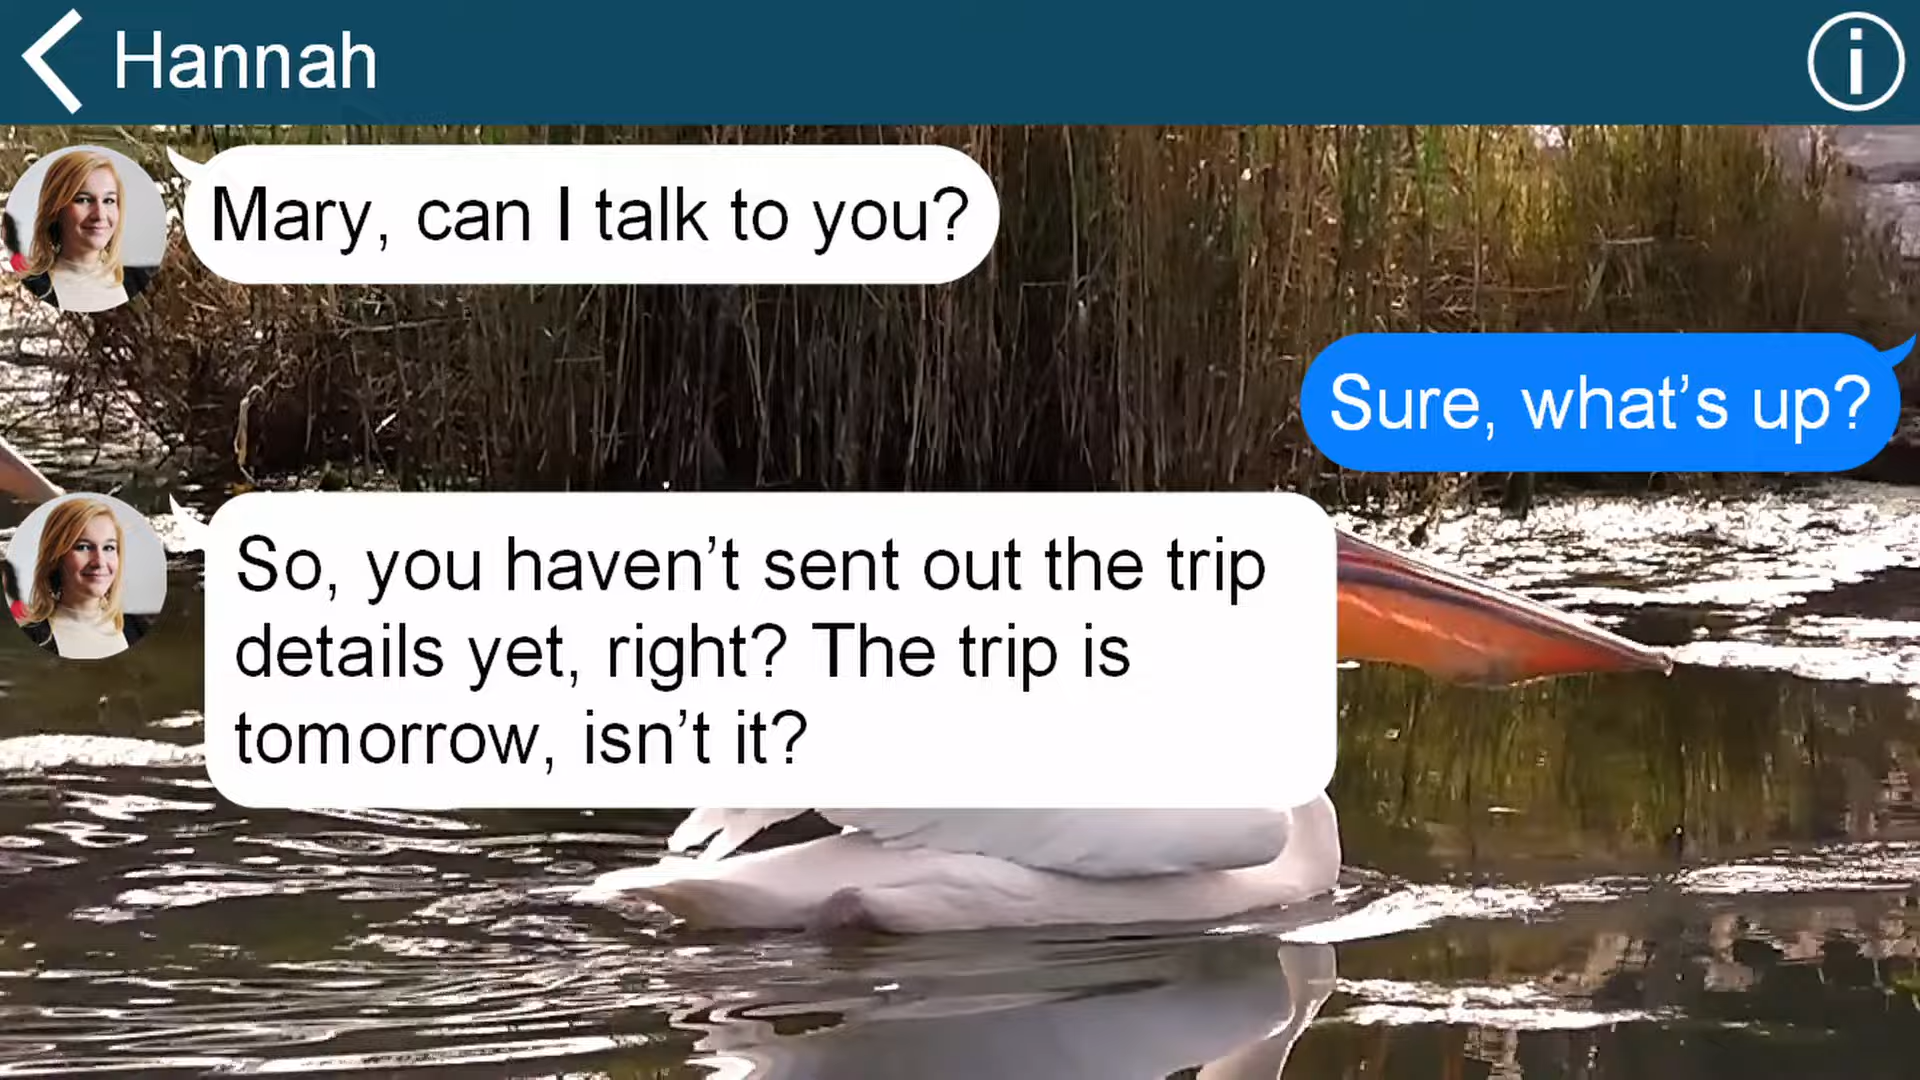 Hannah
Mary, can I talk to you?
Sure, what’s up?
So, you haven’t sent out the trip
details yet, right? The trip is
tomorrow, isn’t it?